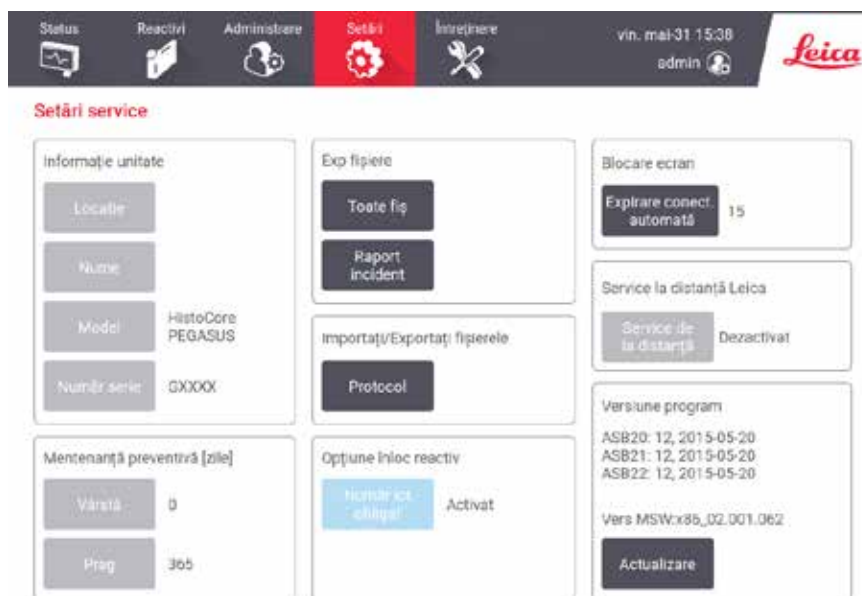 Status
Reactivi
Administrare
Setări
Întreținere
vin. mai-31 15:38
admin
Leica
Setări service
Informație unitate
Locație
Nume
Model
HistoCore
PEGASUS
Număr serie
GXXXX
Mentenanță preventivă [zile]
Vârstă
0
Prag
365
Exp fișiere
Toate fiș
Raport
incident
Importați/Exportați fișierele
Protocol
Opțiune înloc reactiv
Număr lot
Activat
Blocare ecran
Expirare conect.
automată
15
Service la distanță Leica
Service de
la distanță
Dezactivat
Versiune program
ASB20: 12, 2015-05-20
ASB21: 12, 2015-05-20
ASB22: 12, 2015-05-20
Vers MSW:x86_02.001.062
Actualizare